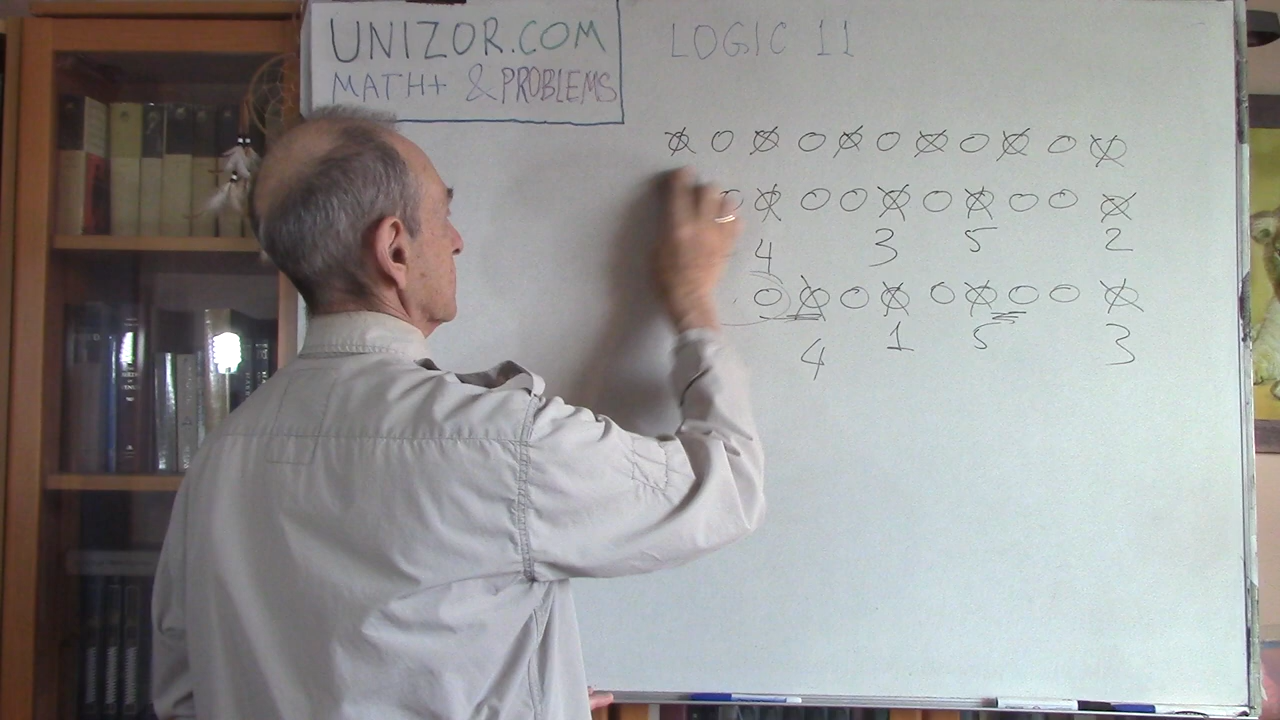 UNIZOR.COM
MATH+ & PROBLEMS
LOGIC 11
4 3 5 2
4 1 5 3